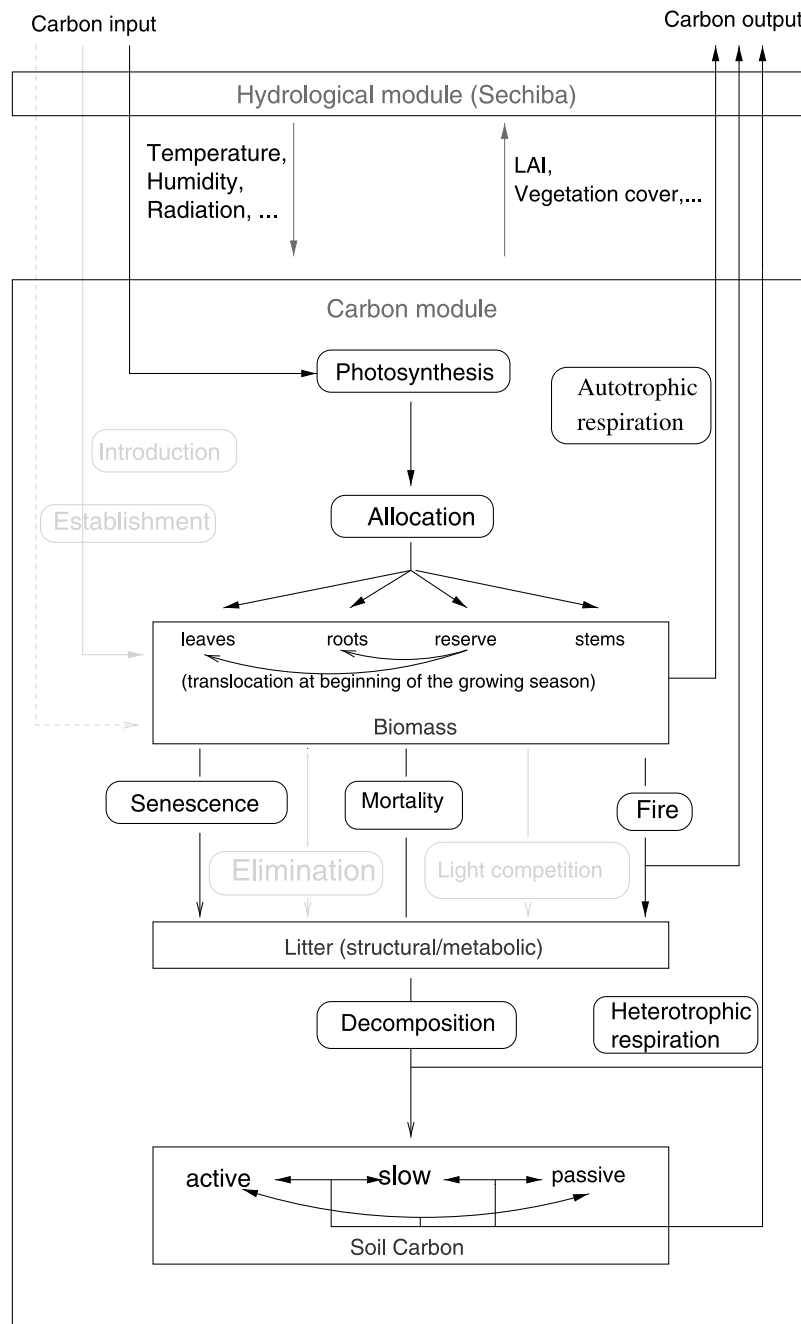 Carbon input
Carbon output
Hydrological module (Sechiba)
Temperature,
Humidity,
Radiation, ...
LAI,
Vegetation cover,...
Carbon module
Photosynthesis
Autotrophic
respiration
Introduction
Allocation
Establishment
leaves roots reserve stems
(translocation at beginning of the growing season)
Biomass
Senescence
Mortality
Fire
Elimination
Light competition
Litter (structural/metabolic)
Decomposition
Heterotrophic
respiration
active slow passive
Soil Carbon